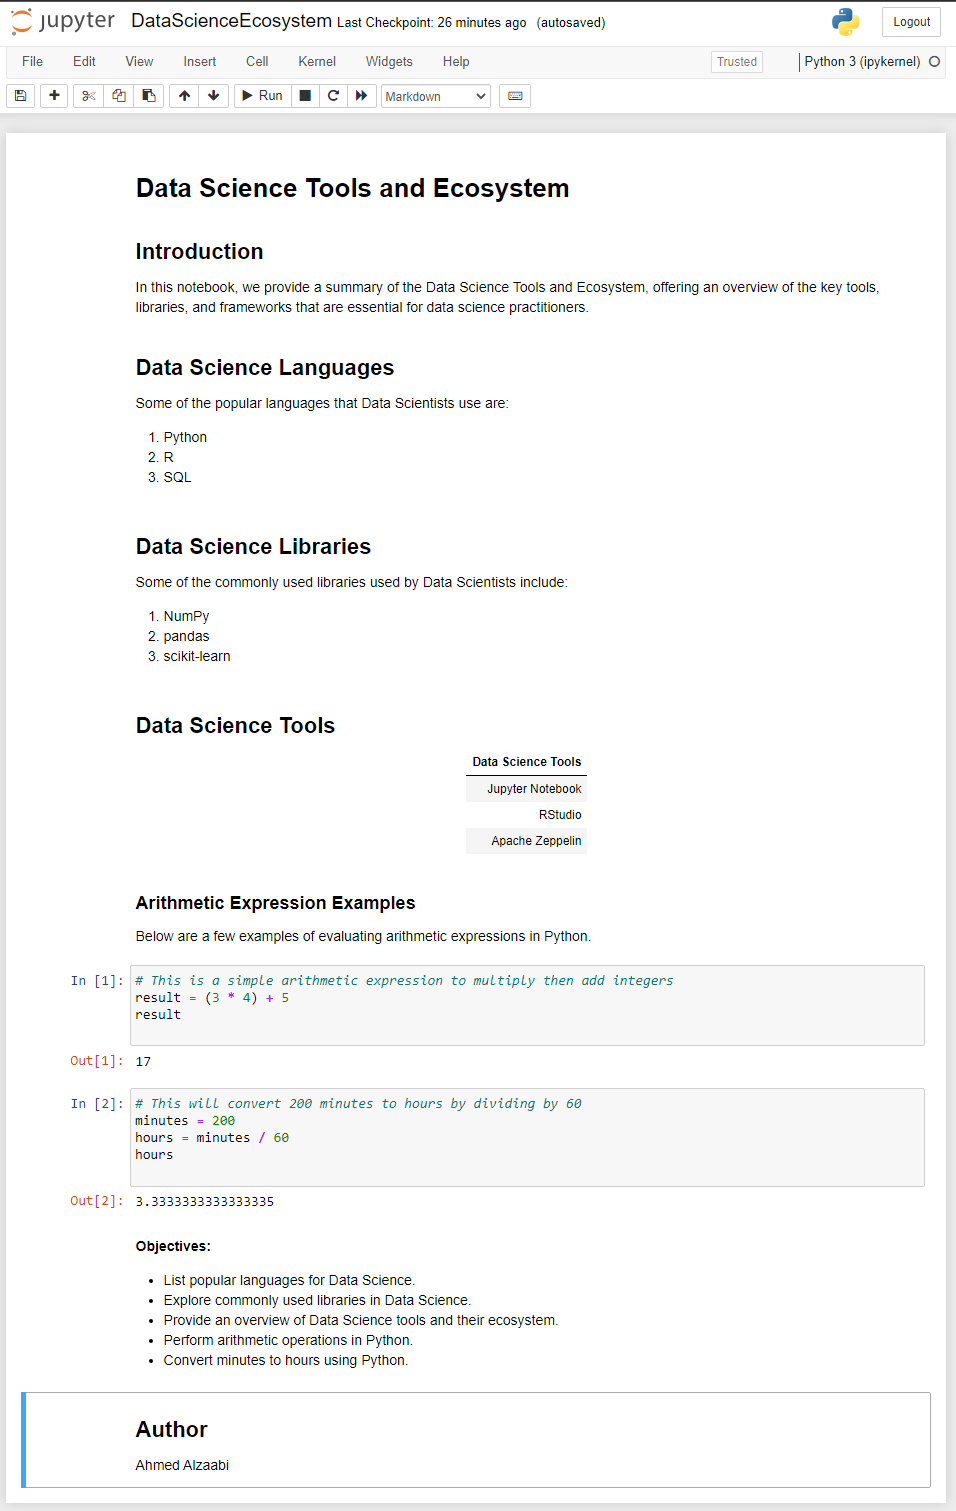 jupyter DataScienceEcosystem Last Checkpoint: 26 minutes ago (autosaved) Logout
File Edit View Insert Cell Kernel Widgets Help Trusted Python 3 (ipykernel)
Run Markdown
Data Science Tools and Ecosystem
Introduction
In this notebook, we provide a summary of the Data Science Tools and Ecosystem, offering an overview of the key tools,
libraries, and frameworks that are essential for data science practitioners.
Data Science Languages
Some of the popular languages that Data Scientists use are:
1. Python
2. R
3. SQL
Data Science Libraries
Some of the commonly used libraries used by Data Scientists include:
1. NumPy
2. pandas
3. scikit-learn
Data Science Tools
Data Science Tools
Jupyter Notebook
RStudio
Apache Zeppelin
Arithmetic Expression Examples
Below are a few examples of evaluating arithmetic expressions in Python.
In [1]: # This is a simple arithmetic expression to multiply then add integers
result = (3 * 4) + 5
result
Out[1]: 17
In [2]: # This will convert 200 minutes to hours by dividing by 60
minutes = 200
hours = minutes / 60
hours
Out[2]: 3.3333333333333335
Objectives:
• List popular languages for Data Science.
• Explore commonly used libraries in Data Science.
• Provide an overview of Data Science tools and their ecosystem.
• Perform arithmetic operations in Python.
• Convert minutes to hours using Python.
Author
Ahmed Alzaabi